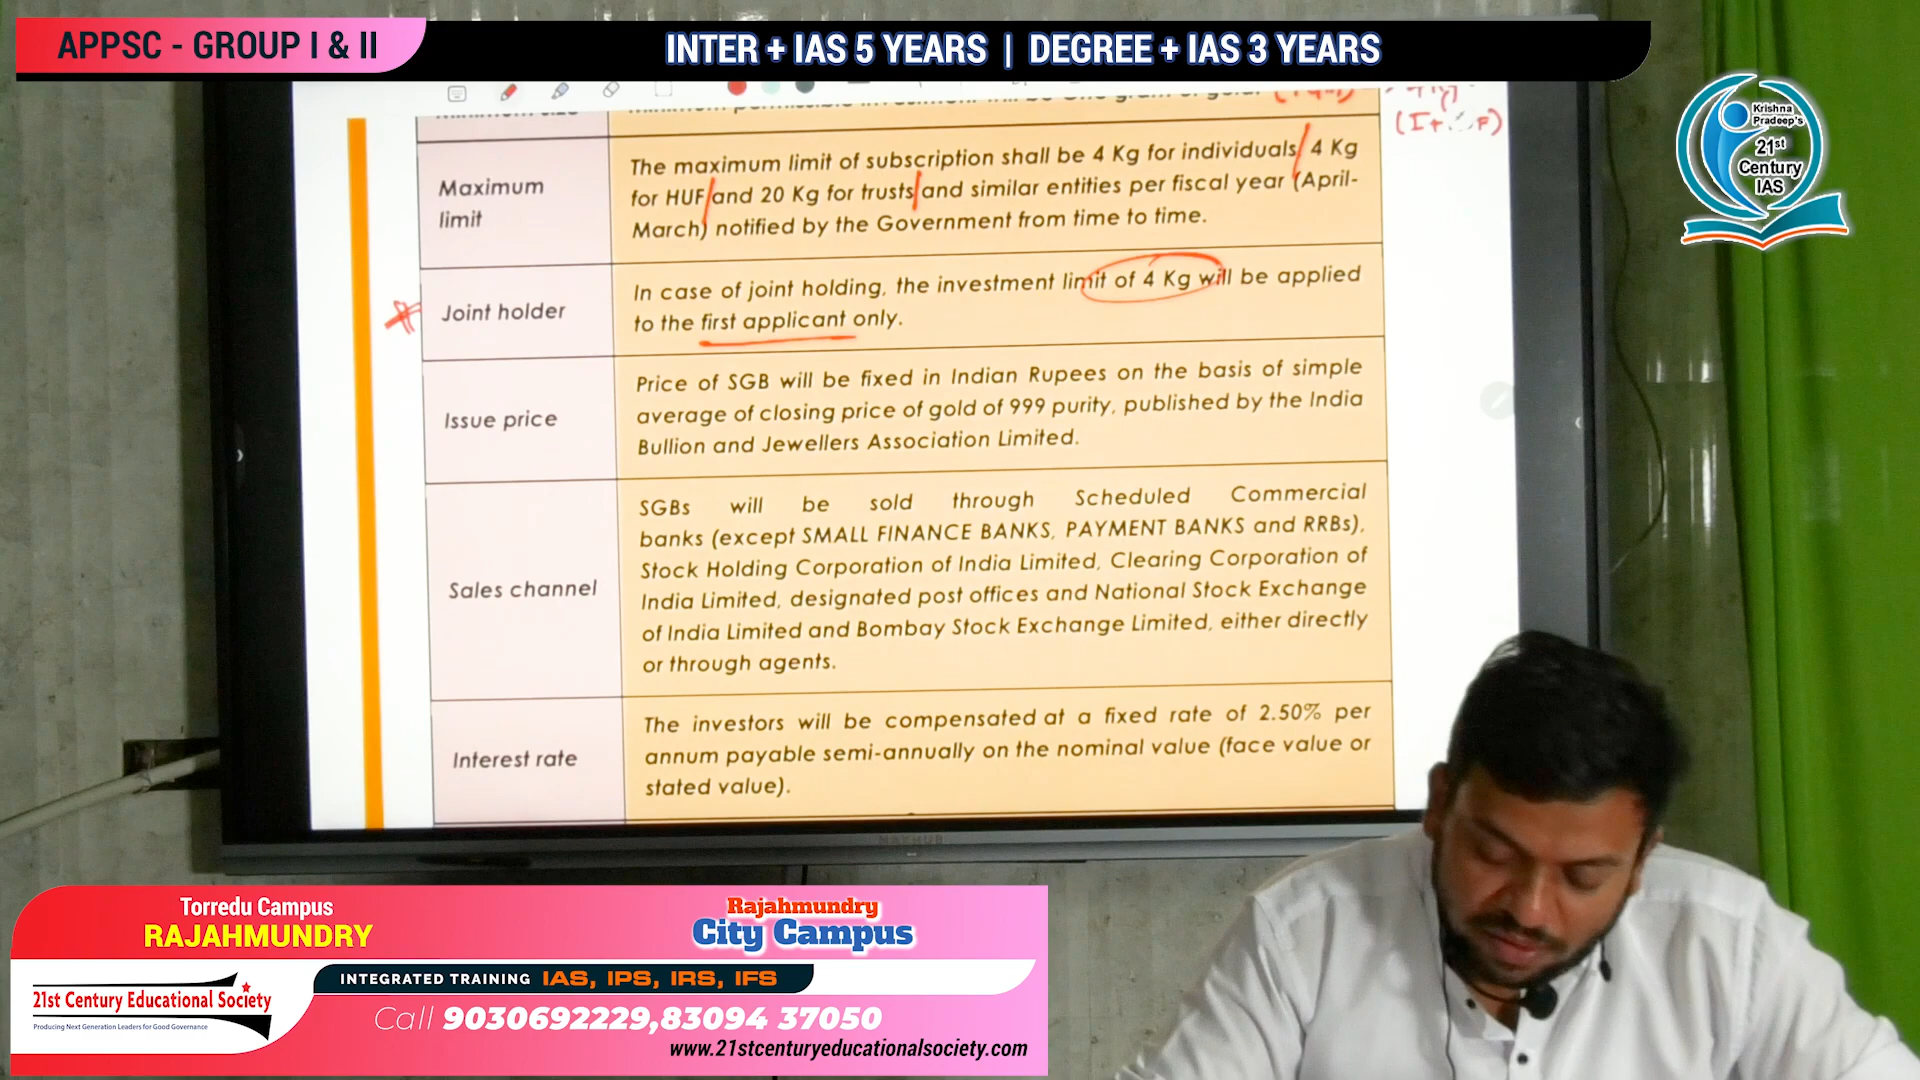 APPSC - GROUP I & II
INTER + IAS 5 YEARS | DEGREE + IAS 3 YEARS
Krishna
Pradeep's
21st
Century
IAS
Maximum
limit
The maximum limit of subscription shall be 4 Kg for individuals, 4 Kg
for HUF and 20 Kg for trusts and similar entities per fiscal year (April-
March) notified by the Government from time to time.
Joint holder
In case of joint holding, the investment limit of 4 Kg will be applied
to the first applicant only.
Issue price
Price of SGB will be fixed in Indian Rupees on the basis of simple
average of closing price of gold of 999 purity, published by the India
Bullion and Jewellers Association Limited.
Sales channel
SGBs will be sold through Scheduled Commercial
banks (except SMALL FINANCE BANKS, PAYMENT BANKS and RRBs),
Stock Holding Corporation of India Limited, Clearing Corporation of
India Limited, designated post offices and National Stock Exchange
of India Limited and Bombay Stock Exchange Limited, either directly
or through agents.
Interest rate
The investors will be compensated at a fixed rate of 2.50% per
annum payable semi-annually on the nominal value (face value or
stated value).
Torredu Campus
RAJAHMUNDRY
Rajahmundry
City Campus
INTEGRATED TRAINING IAS, IPS, IRS, IFS
21st Century Educational Society
Producing Next Generation Leaders for Good Governance
Call 9030692229,83094 37050
www.21stcenturyeducationalsociety.com